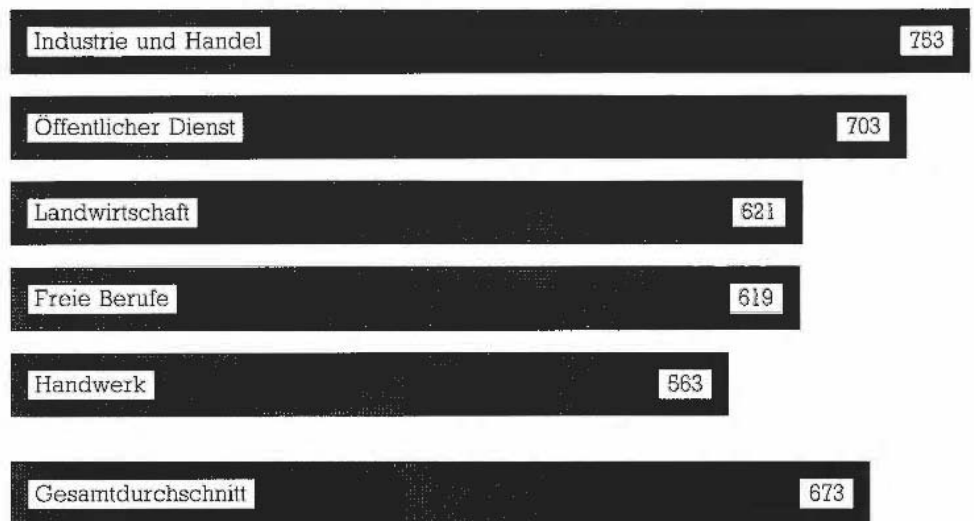 Industrie und Handel 753
Öffentlicher Dienst 703
Landwirtschaft 621
Freie Berufe 619
Handwerk 563
Gesamtdurchschnitt 673